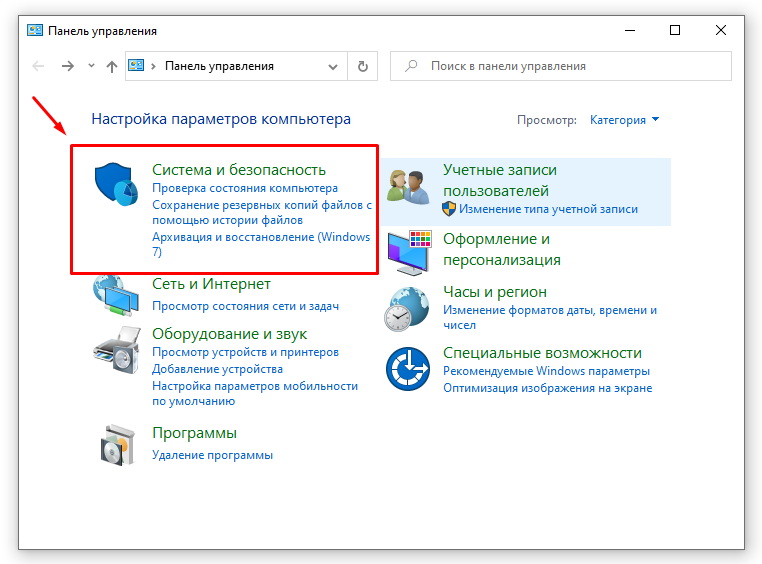 Панель управления
Панель управления
Поиск в панели управления
Настройка параметров компьютера
Просмотр:
Категория
Система и безопасность
Проверка состояния компьютера
Сохранение резервных копий файлов с
помощью истории файлов
Архивация и восстановление (Windows
7)
Сеть и Интернет
Просмотр состояния сети и задач
Оборудование и звук
Просмотр устройств и принтеров
Добавление устройства
Настройка параметров мобильности
по умолчанию
Программы
Удаление программы
Учетные записи
пользователей
Изменение типа учетной записи
Оформление и
персонализация
Часы и регион
Изменение форматов даты, времени и
чисел
Специальные возможности
Рекомендуемые Windows параметры
Оптимизация изображения на экране